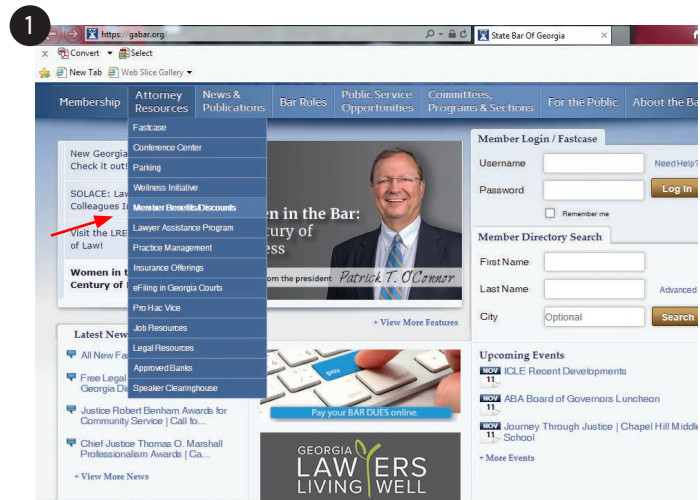 1
https://gabar.org
State Bar Of Georgia
Convert
Select
New Tab
Web Slice Gallery
Membership
Attorney
Resources
News &
Publications
Bar Rules
Public Service
Opportunities
Committees,
Programs & Sections
For the Public
About the Ba
Fastcase
Conference Center
Parking
Wellness Initiative
Member Benefits/Discounts
Lawyer Assistance Program
Practice Management
Insurance Offerings
eFiling in Georgia Courts
Pro Hac Vice
Job Resources
Legal Resources
Approved Banks
Speaker Clearinghouse
New Georgia
Check it out!
SOLACE: Law
Colleagues I
Visit the LRE
of Law!
Women in t
Century of
n in the Bar:
tury of
ss
om the president Patrick T. O'Connor
+ View More Features
Member Login / Fastcase
Username
Need Help?
Password
Log In
Remember me
Member Directory Search
First Name
Last Name
Advanced
City
Optional
Search
Latest New
All New Fa
Free Legal
Georgia Di
Justice Robert Benham Awards for
Community Service | Call fo...
Chief Justice Thomas O. Marshall
Professionalism Awards | Ca...
+ View More News
pay
Pay your BAR DUES online.
GEORGIA
LAWYERS
LIVING WELL
Upcoming Events
NOV
11
ICLE Recent Developments
NOV
11
ABA Board of Governors Luncheon
NOV
11
Journey Through Justice | Chapel Hill Middle
School
+ More Events